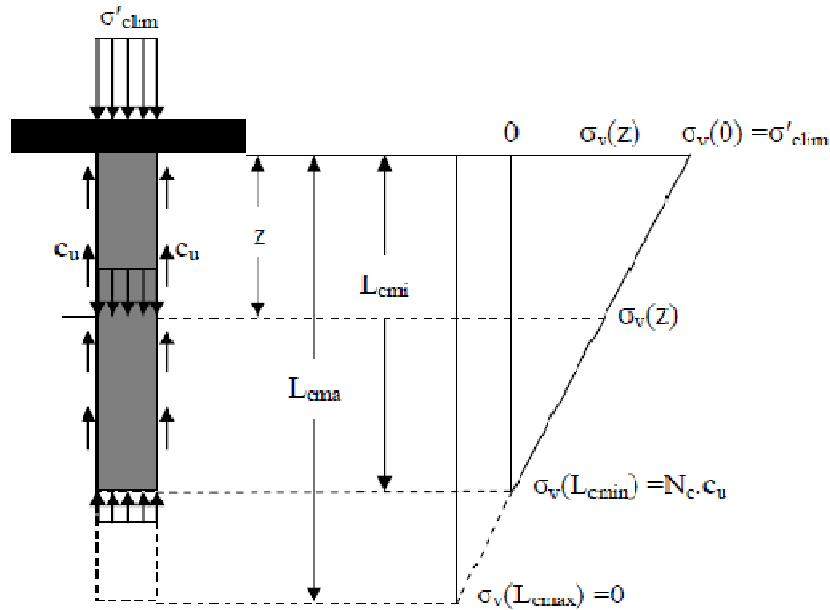 σ'clim
0 σv(z) σv(0) =σ'clim
cu cu
z
Lcmi
σv(z)
Lcma
σv(Lcmin) =Nc.cu
σv(Lcmax) =0